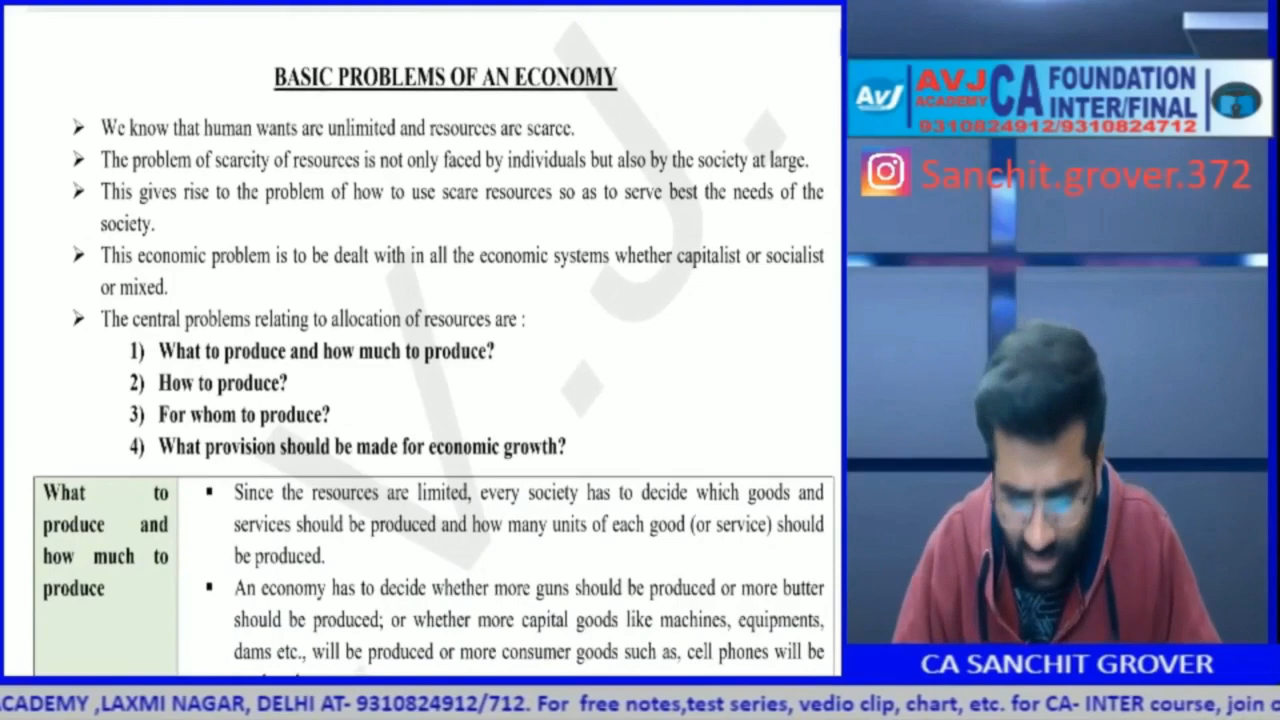 BASIC PROBLEMS OF AN ECONOMY
➢ We know that human wants are unlimited and resources are scarce.
➢ The problem of scarcity of resources is not only faced by individuals but also by the society at large.
➢ This gives rise to the problem of how to use scare resources so as to serve best the needs of the
society.
➢ This economic problem is to be dealt with in all the economic systems whether capitalist or socialist
or mixed.
➢ The central problems relating to allocation of resources are :
1) What to produce and how much to produce?
2) How to produce?
3) For whom to produce?
4) What provision should be made for economic growth?
What to
produce and
how much to
produce
▪ Since the resources are limited, every society has to decide which goods and
services should be produced and how many units of each good (or service) should
be produced.
▪ An economy has to decide whether more guns should be produced or more butter
should be produced; or whether more capital goods like machines, equipments,
dams etc., will be produced or more consumer goods such as, cell phones will be
V.J.
AVJ
AVJ
ACADEMY
CA
FOUNDATION
INTER/FINAL
9310824912/9310824712
Sanchit.grover.372
CA SANCHIT GROVER
CADEMY ,LAXMI NAGAR, DELHI AT- 9310824912/712. For free notes,test series, vedio clip, chart, etc. for CA- INTER course, join